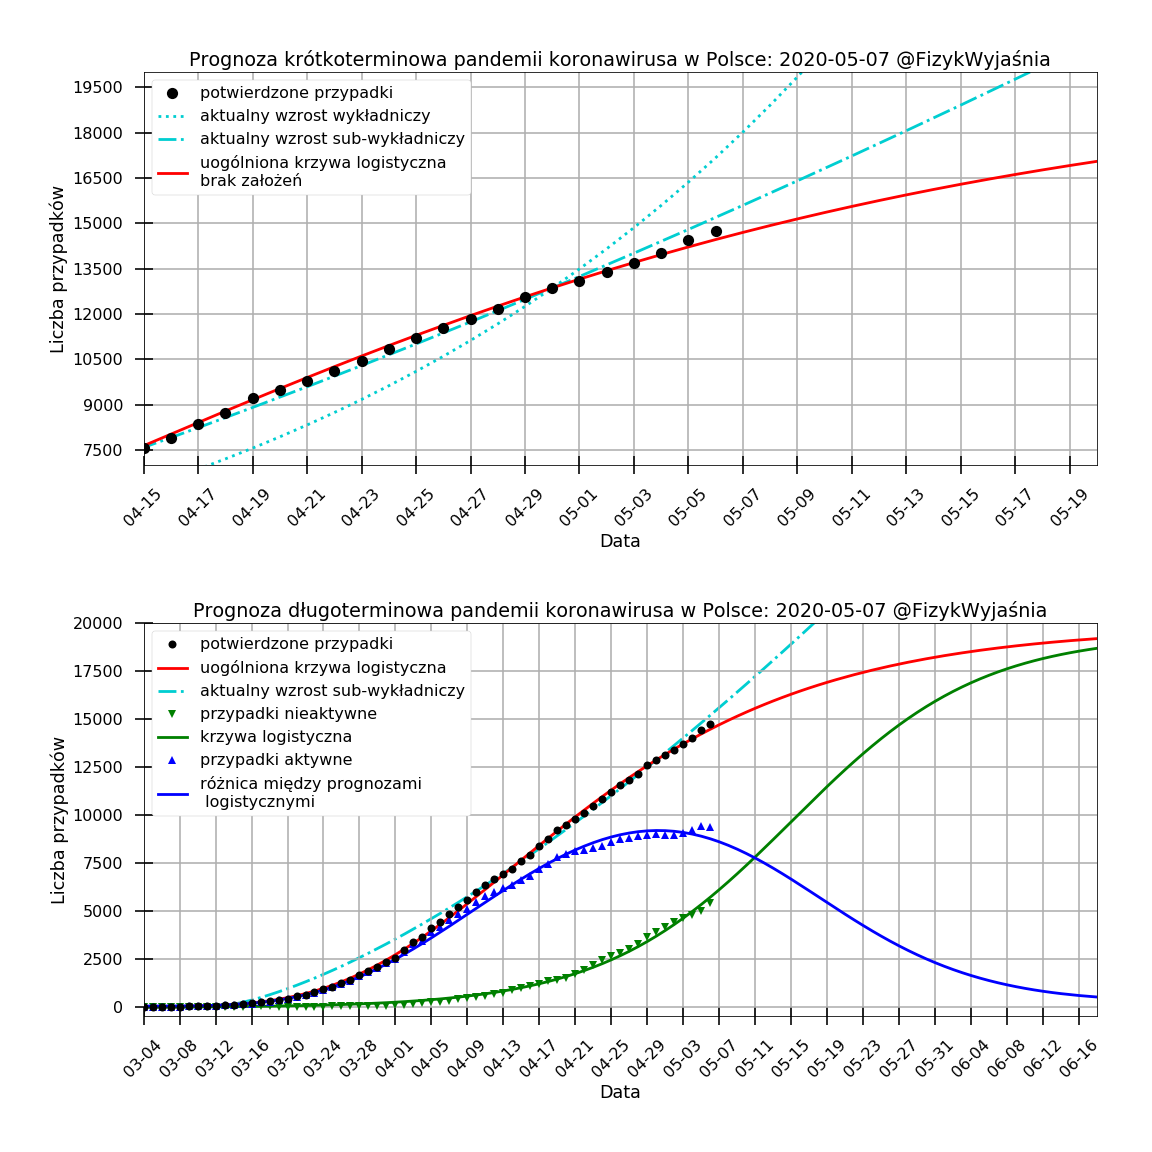 Prognoza krótkoterminowa pandemii koronawirusa w Polsce: 2020-05-07 @FizykWyjaśnia
potwierdzone przypadki
aktualny wzrost wykładniczy
aktualny wzrost sub-wykładniczy
uogólniona krzywa logistyczna
brak założeń
Liczba przypadków
19500
18000
16500
15000
13500
12000
10500
9000
7500
04-15 04-17 04-19 04-21 04-23 04-25 04-27 04-29 05-01 05-03 05-05 05-07 05-09 05-11 05-13 05-15 05-17 05-19
Data
Prognoza długoterminowa pandemii koronawirusa w Polsce: 2020-05-07 @FizykWyjaśnia
potwierdzone przypadki
uogólniona krzywa logistyczna
aktualny wzrost sub-wykładniczy
przypadki nieaktywne
krzywa logistyczna
przypadki aktywne
różnica między prognozami
logistycznymi
Liczba przypadków
20000
17500
15000
12500
10000
7500
5000
2500
0
03-04 03-08 03-12 03-16 03-20 03-24 03-28 04-01 04-05 04-09 04-13 04-17 04-21 04-25 04-29 05-03 05-07 05-11 05-15 05-19 05-23 05-27 05-31 06-04 06-08 06-12 06-16
Data